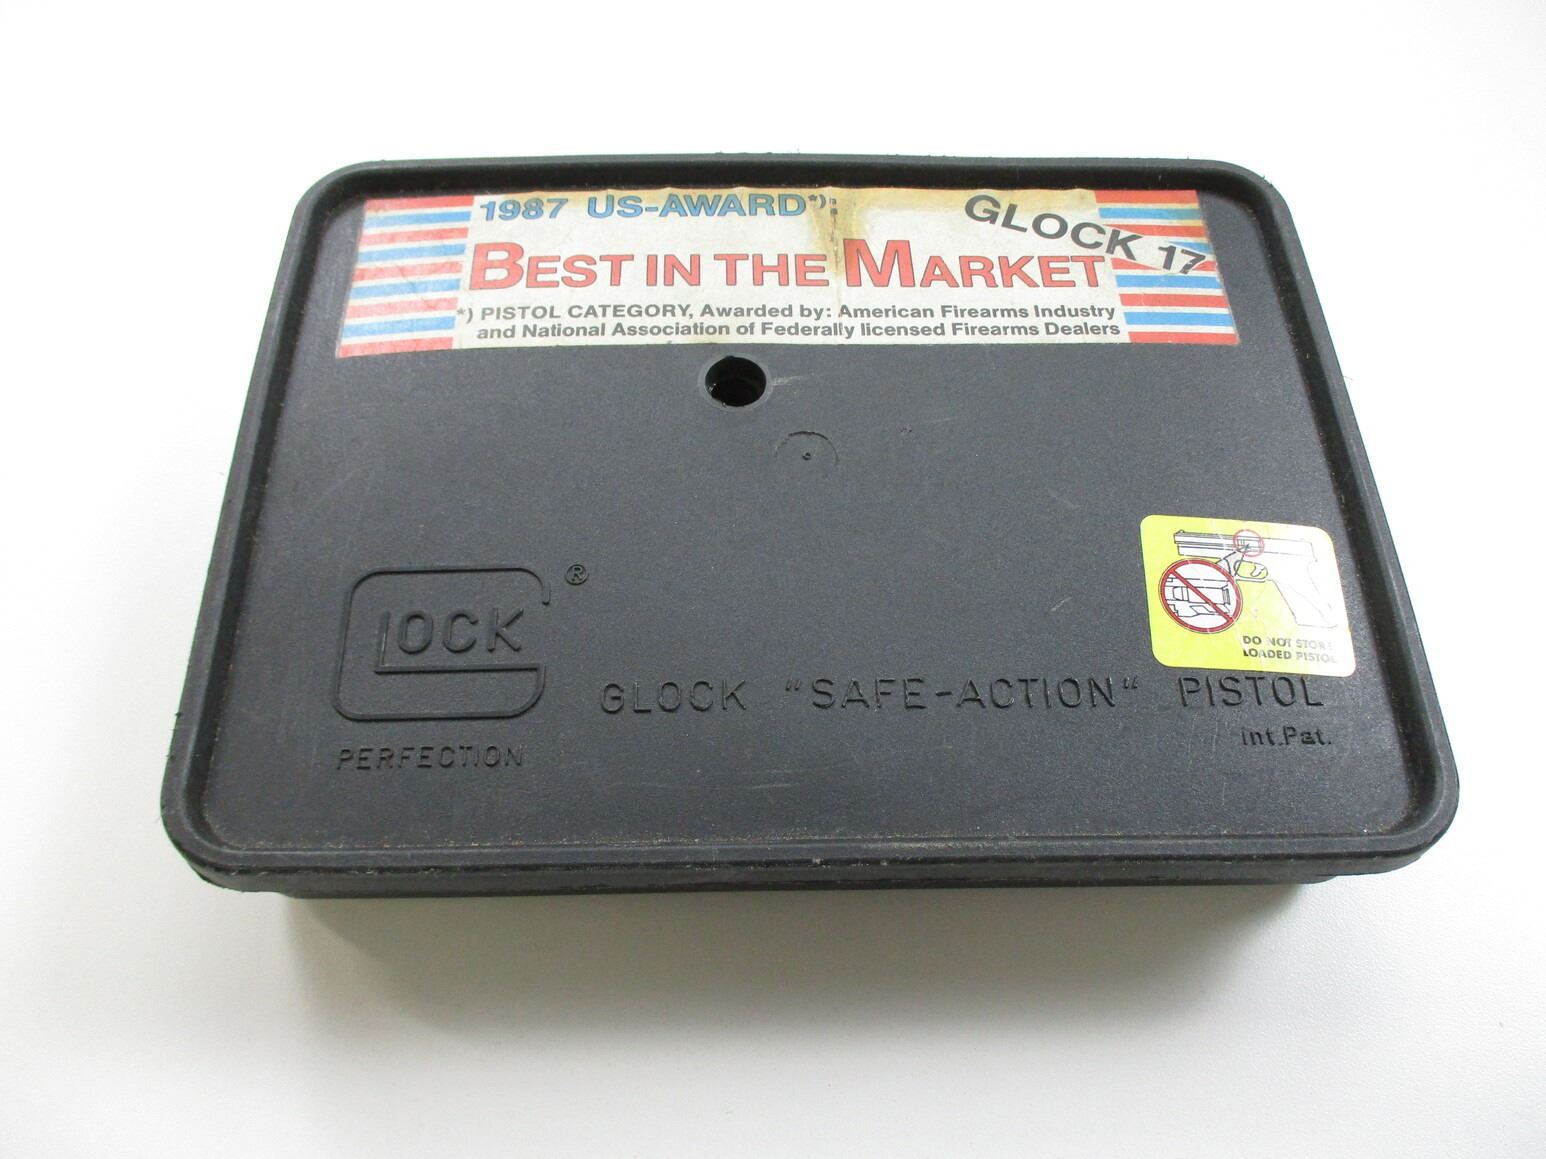 1987 US-AWARD*):
GLOCK 17
BEST IN THE MARKET
*) PISTOL CATEGORY, Awarded by: American Firearms Industry
and National Association of Federally licensed Firearms Dealers
GLOCK ®
PERFECTION
GLOCK "SAFE-ACTION" PISTOL
Int.Pat.
DO NOT STORE
LOADED PISTOL